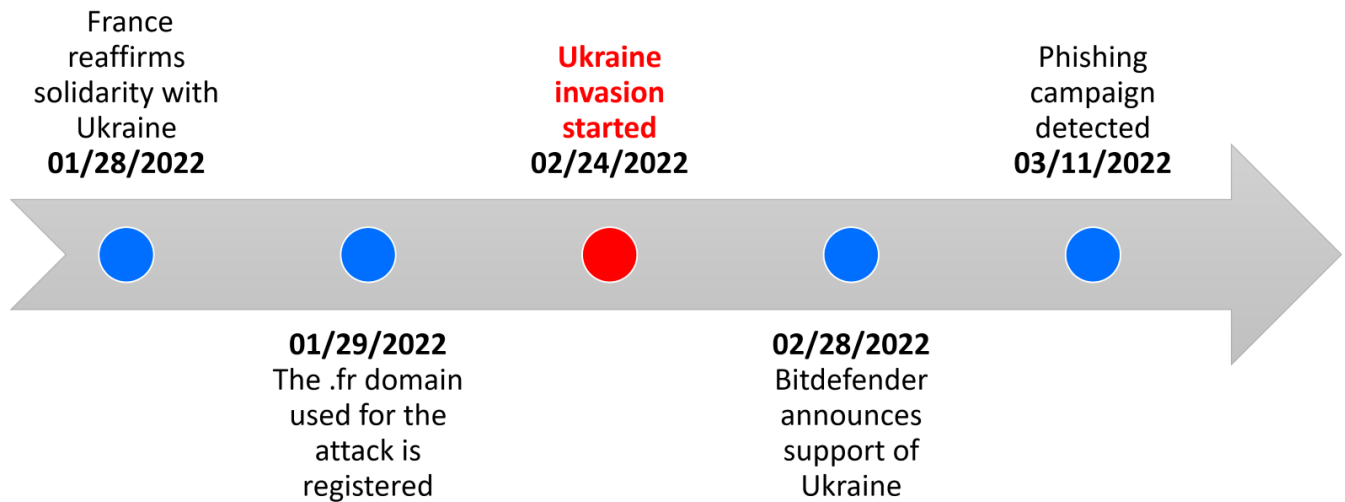 France
reaffirms
solidarity with
Ukraine
01/28/2022
01/29/2022
The .fr domain
used for the
attack is
registered
Ukraine
invasion
started
02/24/2022
02/28/2022
Bitdefender
announces
support of
Ukraine
Phishing
campaign
detected
03/11/2022